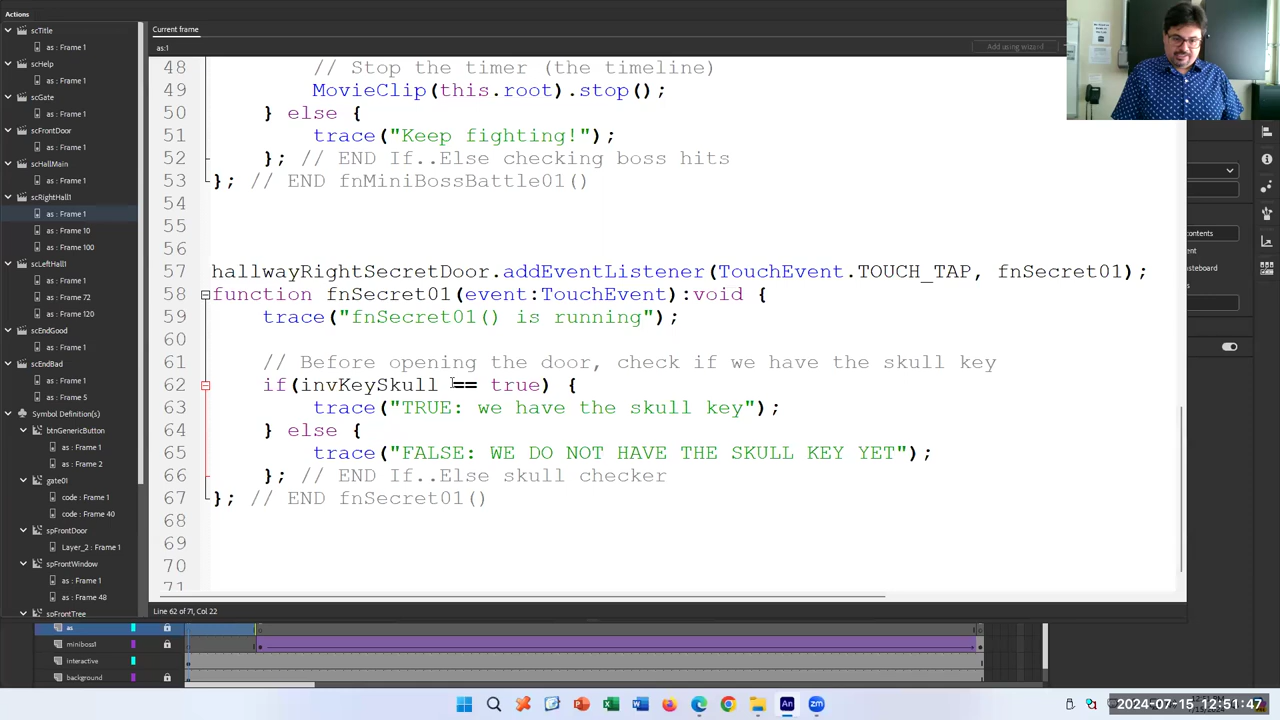 Actions
scTitle
as : Frame 1
scHelp
as : Frame 1
scGate
as : Frame 1
scFrontDoor
as : Frame 1
scHallMain
as : Frame 1
scRightHall1
as : Frame 1
as : Frame 10
as : Frame 100
scLeftHall1
as : Frame 1
as : Frame 72
as : Frame 120
scEndGood
as : Frame 1
scEndBad
as : Frame 1
as : Frame 5
Symbol Definition(s)
btnGenericButton
as : Frame 1
as : Frame 2
gate01
code : Frame 1
code : Frame 40
spFrontDoor
Layer_2 : Frame 1
spFrontWindow
as : Frame 1
as : Frame 48
spFrontTree
Current frame
as:1
Add using wizard
48 // Stop the timer (the timeline)
49 MovieClip(this.root).stop();
50 } else {
51 trace("Keep fighting!");
52 }; // END If..Else checking boss hits
53 }; // END fnMiniBossBattle01()
54
55
56
57 hallwayRightSecretDoor.addEventListener(TouchEvent.TOUCH_TAP, fnSecret01);
58 function fnSecret01(event:TouchEvent):void {
59 trace("fnSecret01() is running");
60
61 // Before opening the door, check if we have the skull key
62 if(invKeySkull == true) {
63 trace("TRUE: we have the skull key");
64 } else {
65 trace("FALSE: WE DO NOT HAVE THE SKULL KEY YET");
66 }; // END If..Else skull checker
67 }; // END fnSecret01()
68
69
70
71
Line 62 of 71, Col 22
as
miniboss1
interactive
background
2024-07-15 12:51:47